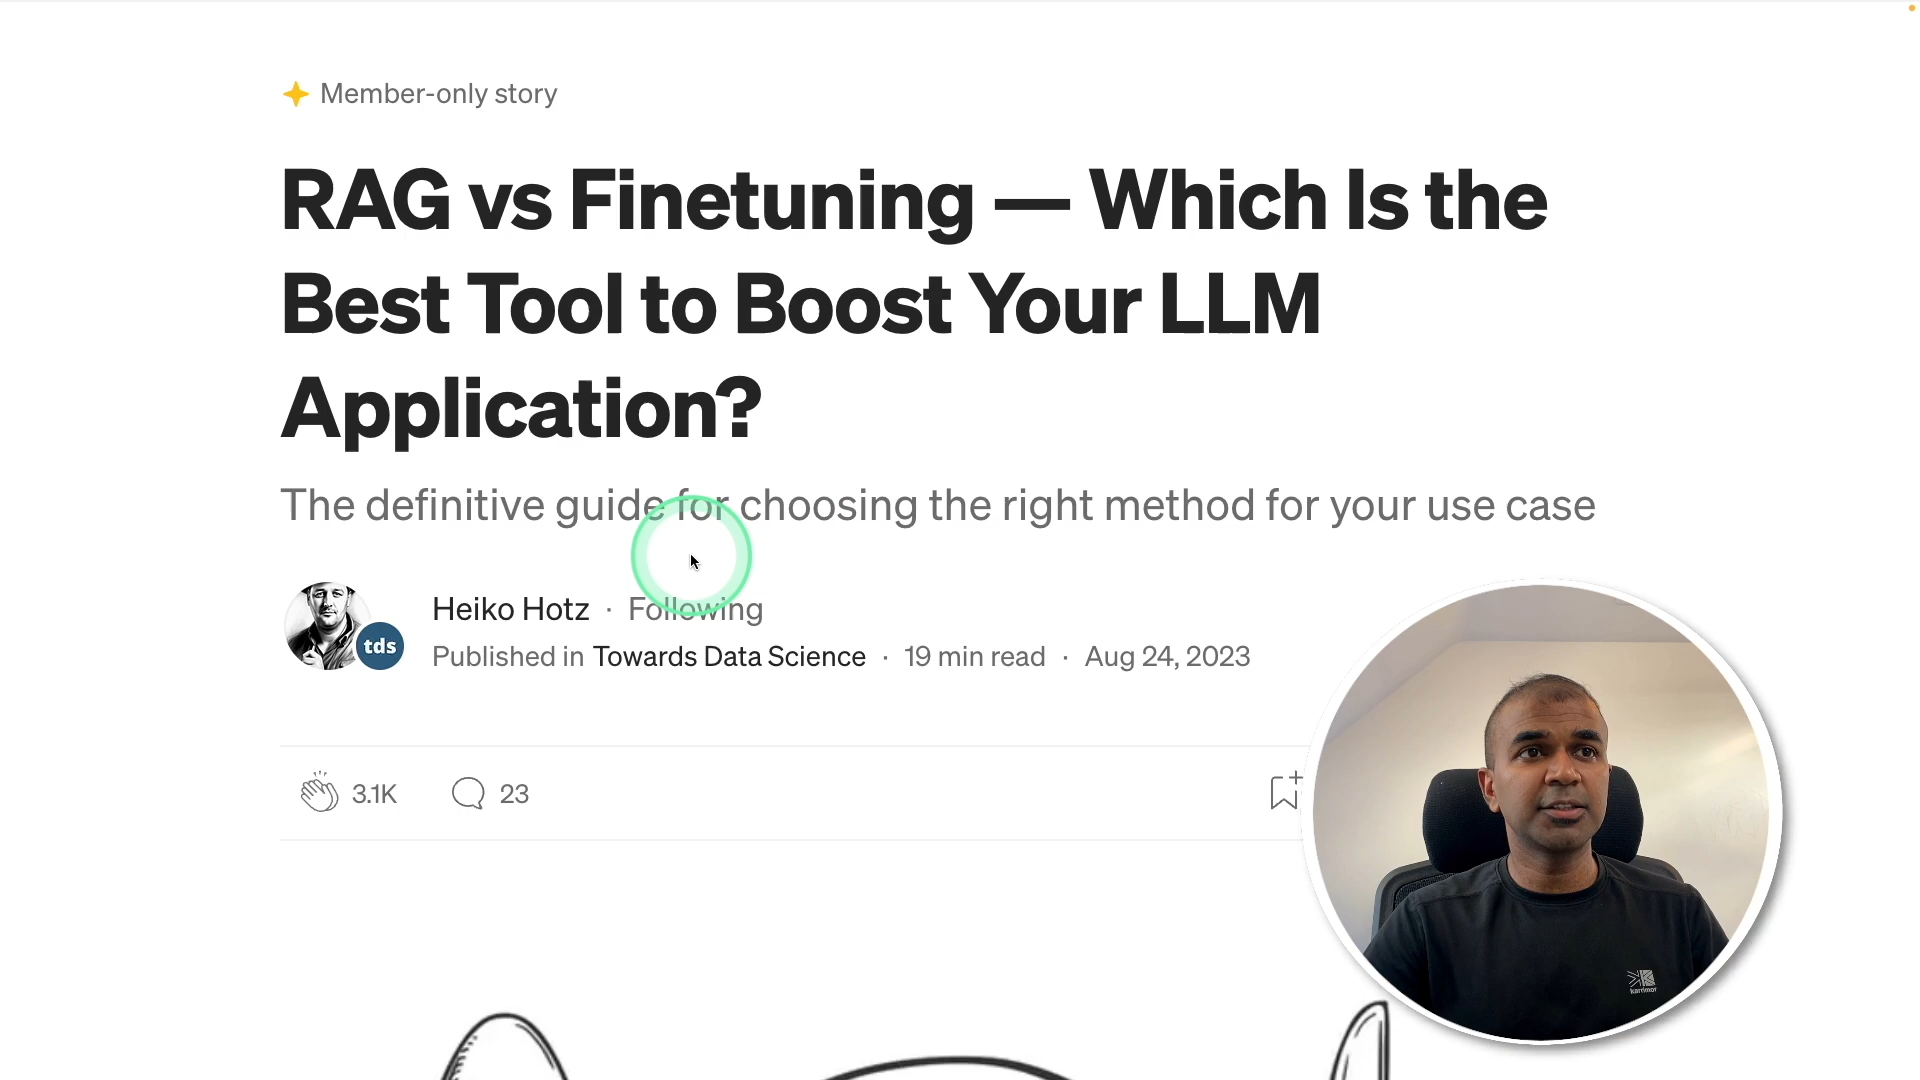 Member-only story
RAG vs Finetuning — Which Is the
Best Tool to Boost Your LLM
Application?
The definitive guide for choosing the right method for your use case
Heiko Hotz · Following
tds
Published in Towards Data Science · 19 min read · Aug 24, 2023
3.1K 23
karrimor